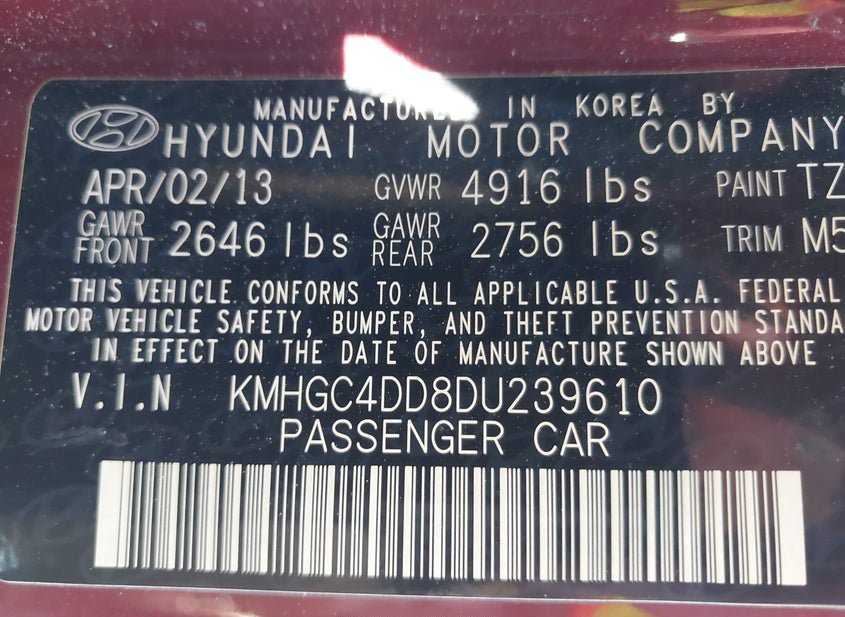 MANUFACTURED IN KOREA BY
HYUNDAI MOTOR COMPANY
APR/02/13 GVWR 4916 lbs PAINT TZ
GAWR FRONT 2646 lbs GAWR REAR 2756 lbs TRIM M5
THIS VEHICLE CONFORMS TO ALL APPLICABLE U.S.A. FEDERAL
MOTOR VEHICLE SAFETY, BUMPER, AND THEFT PREVENTION STANDA
IN EFFECT ON THE DATE OF MANUFACTURE SHOWN ABOVE
V.I.N KMHGC4DD8DU239610
PASSENGER CAR